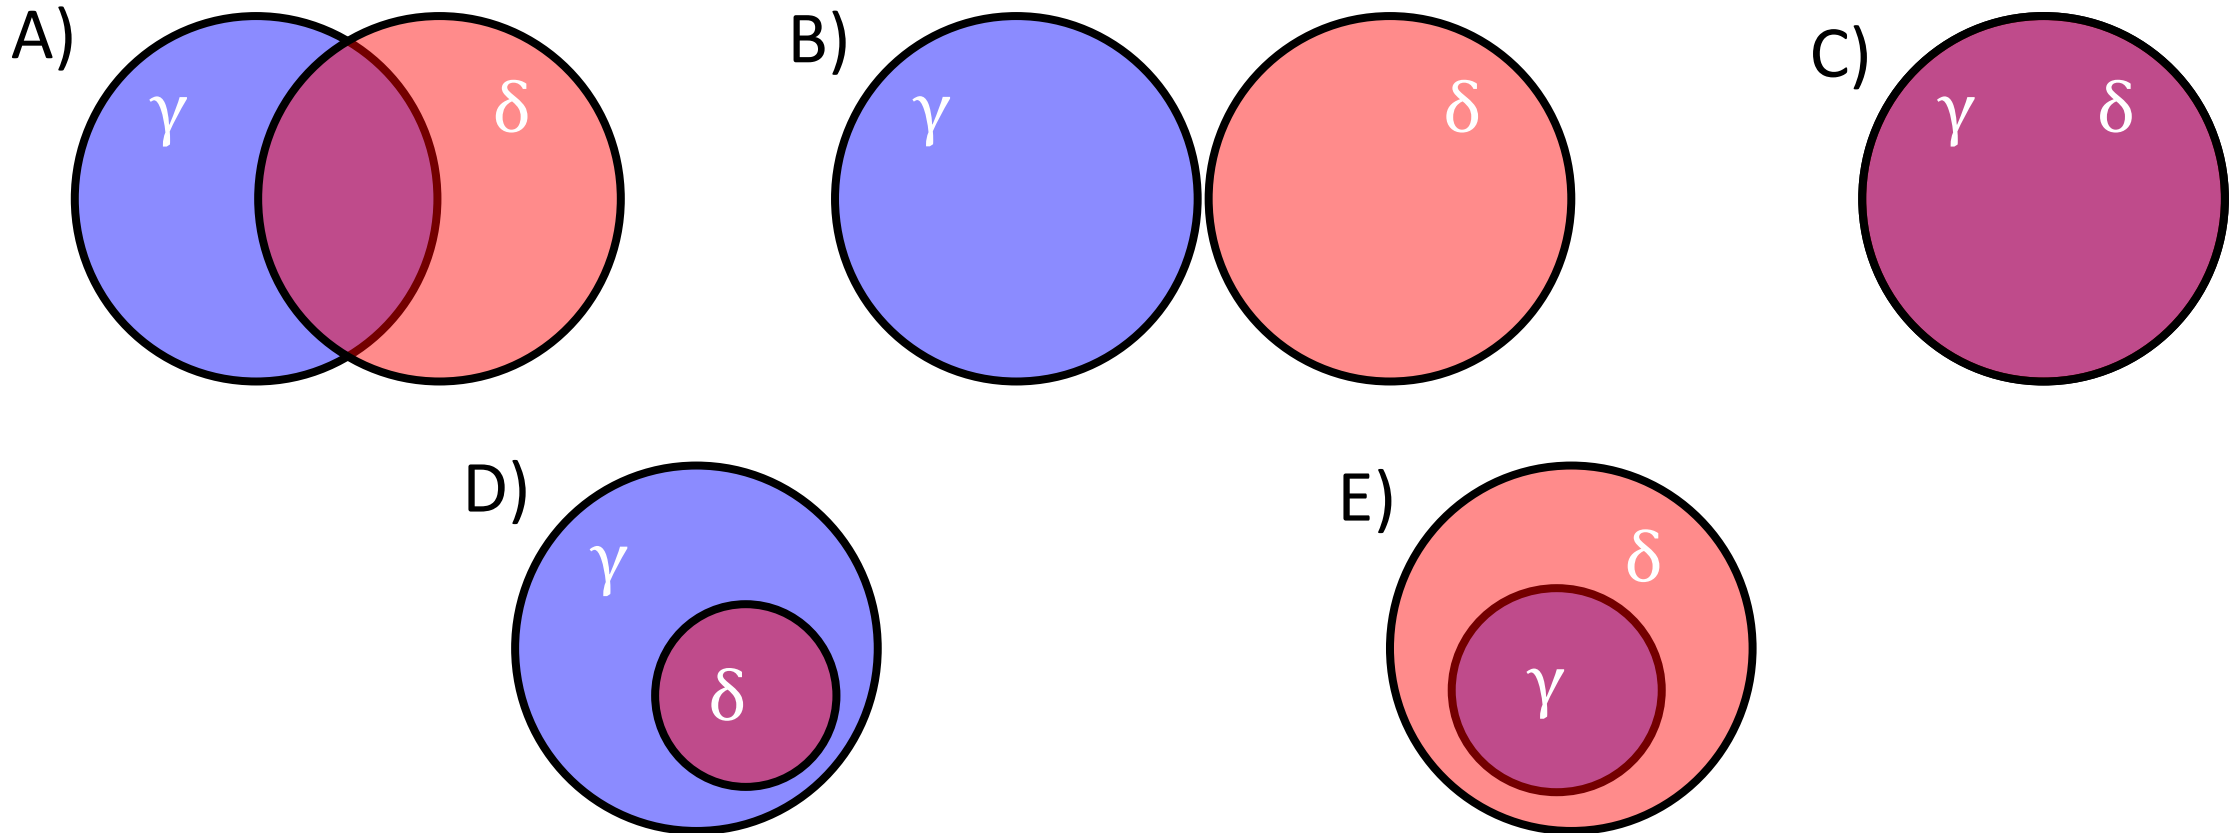 A) γ δ
B) γ δ
C) γ δ
D) γ δ
E) δ γ